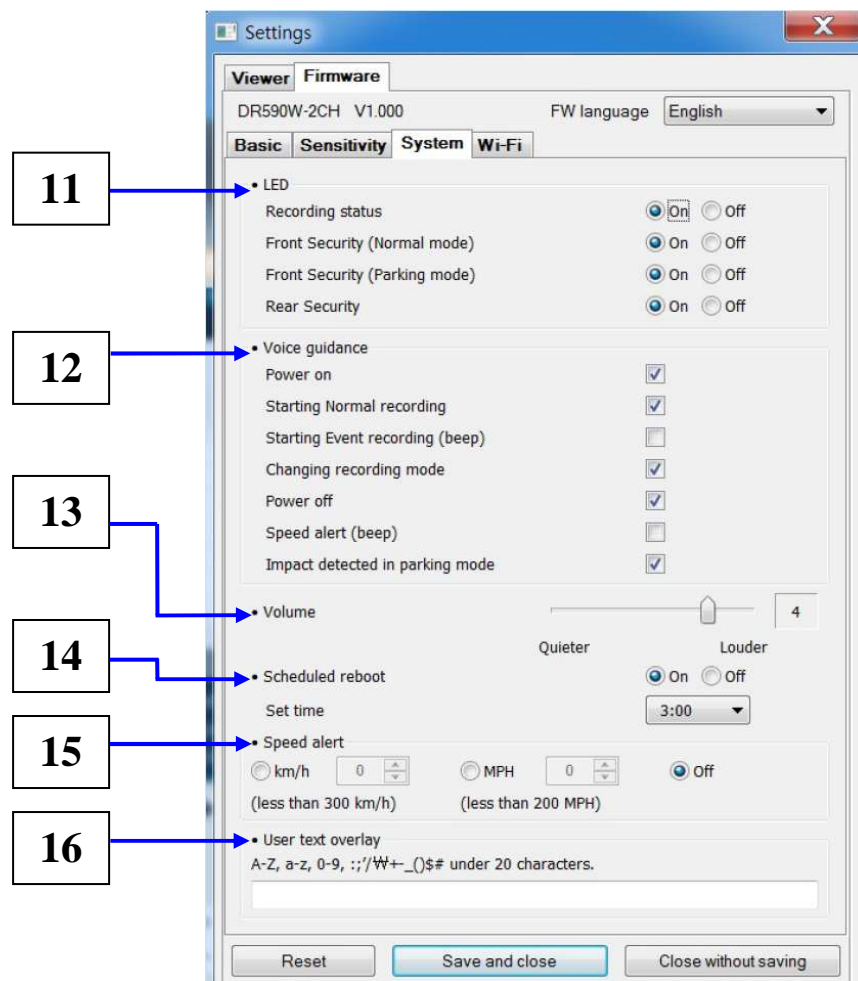 Settings
X
Viewer Firmware
DR590W-2CH V1.000 FW language English
Basic Sensitivity System Wi-Fi
11
• LED
Recording status On Off
Front Security (Normal mode) On Off
Front Security (Parking mode) On Off
Rear Security On Off
12
• Voice guidance
Power on
Starting Normal recording
Starting Event recording (beep)
Changing recording mode
13
Power off
Speed alert (beep)
Impact detected in parking mode
• Volume 4
Quieter Louder
14
• Scheduled reboot On Off
Set time 3:00
15
• Speed alert
km/h 0 MPH 0 Off
(less than 300 km/h) (less than 200 MPH)
16
• User text overlay
A-Z, a-z, 0-9, :;'/₩+-_()$# under 20 characters.
Reset Save and close Close without saving